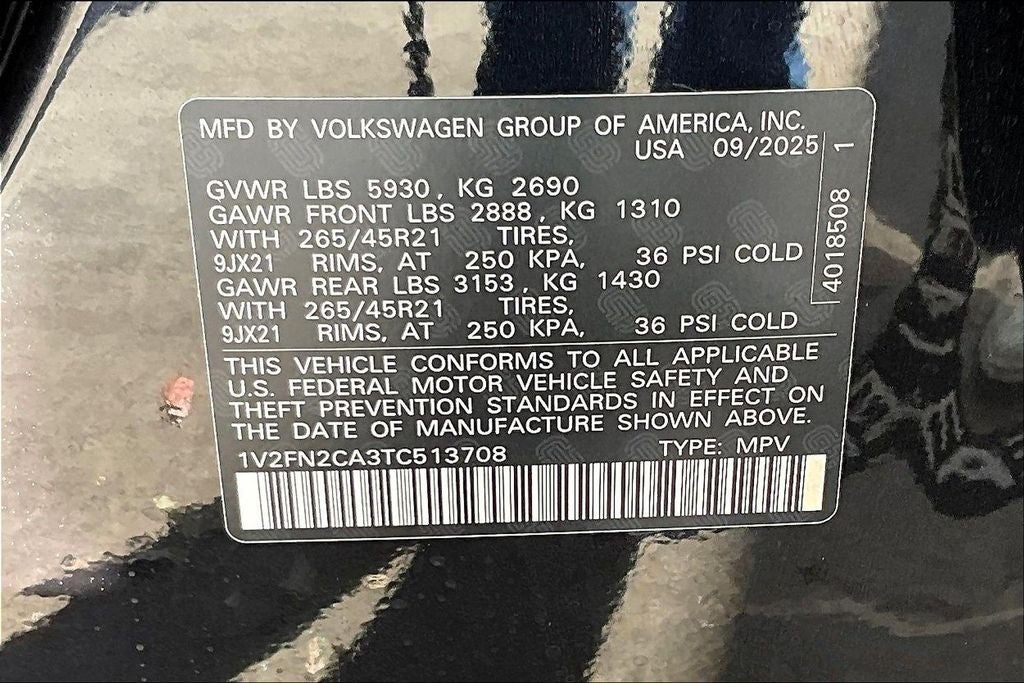 MFD BY VOLKSWAGEN GROUP OF AMERICA, INC.
USA 09/2025
GVWR LBS 5930, KG 2690
GAWR FRONT LBS 2888, KG 1310
WITH 265/45R21 TIRES,
9JX21 RIMS, AT 250 KPA, 36 PSI COLD
GAWR REAR LBS 3153, KG 1430
WITH 265/45R21 TIRES,
9JX21 RIMS, AT 250 KPA, 36 PSI COLD
4018508 1
THIS VEHICLE CONFORMS TO ALL APPLICABLE
U.S. FEDERAL MOTOR VEHICLE SAFETY AND
THEFT PREVENTION STANDARDS IN EFFECT ON
THE DATE OF MANUFACTURE SHOWN ABOVE.
1V2FN2CA3TC513708 TYPE: MPV